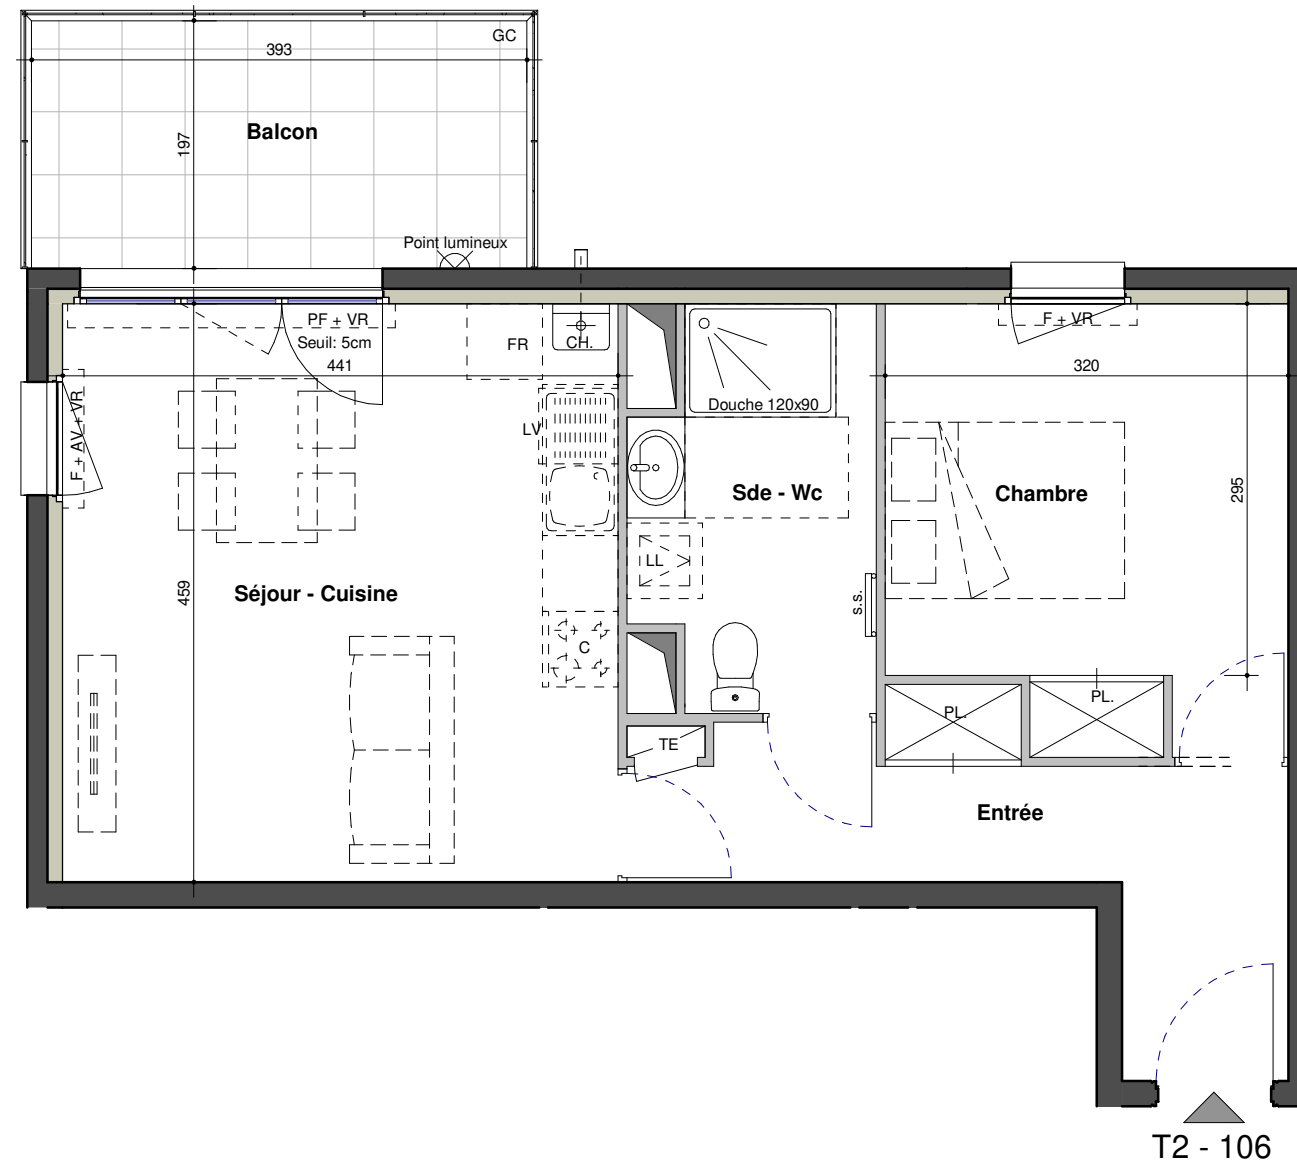 GC
393
Balcon
197
Point lumineux
PF + VR
Seuil: 5cm
441
FR
CH.
F + VR
320
F + AV + VR
Douche 120x90
LV
Sde - Wc
Chambre
295
LL
Séjour - Cuisine
459
s.s.
C
PL.
PL.
TE
Entrée
T2 - 106